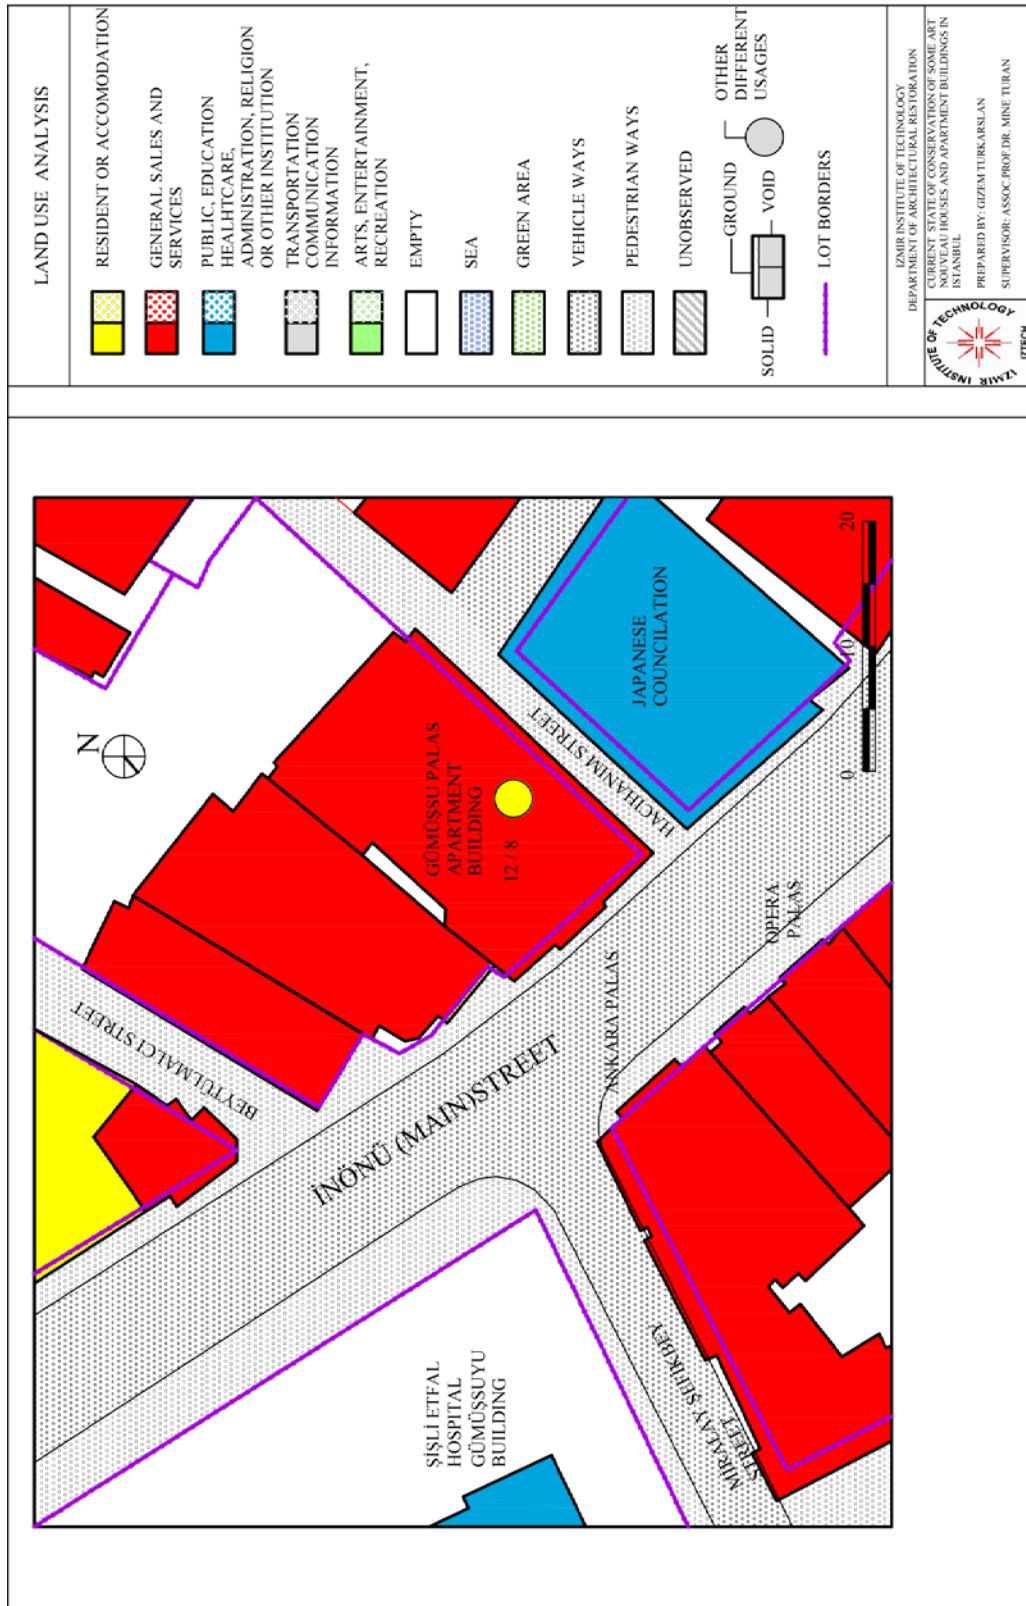 LAND USE ANALYSIS
RESIDENT OR ACCOMODATION
GENERAL SALES AND
SERVICES
PUBLIC, EDUCATION
HEALHTCARE,
ADMINISTRATION, RELIGION
OR OTHER INSTITUTION
TRANSPORTATION
COMMUNICATION
INFORMATION
ARTS, ENTERTAINMENT,
RECREATION
EMPTY
SEA
GREEN AREA
VEHICLE WAYS
PEDESTRIAN WAYS
UNOBSERVED
SOLID
GROUND
VOID
OTHER
DIFFERENT
USAGES
LOT BORDERS
IZMIR INSTITUTE OF TECHNOLOGY
DEPARTMENT OF ARCHITECTURAL RESTORATION
CURRENT STATE OF CONSERVATION OF SOME ART
NOUVEAU HOUSES AND APARTMENT BUILDINGS IN
ISTANBUL
PREPARED BY: GIZEM TURKARSLAN
SUPERVISOR: ASSOC.PROF.DR. MINE TURAN
IZMIR INSTITUTE OF TECHNOLOGY
IZTECH
N
BEYTULMALCI STREET
GÜMÜŞSU PALAS
APARTMENT
BUILDING
12 / 8
HACIHANIM STREET
JAPANESE
COUNCILATION
İNÖNÜ (MAIN)STREET
ANKARA PALAS
OPERA
PALAS
ŞİŞLİ ETFAL
HOSPITAL
GÜMÜŞSUYU
BUILDING
MİRALAY ŞEFİKBEY
STREET
0
10
20